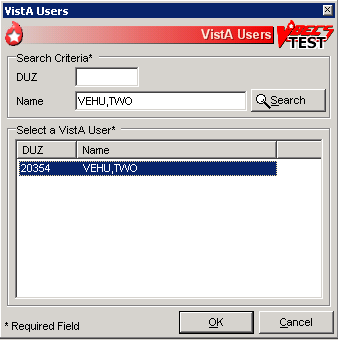 VistA Users
VistA Users VBECS TEST
Search Criteria*
DUZ
Name VEHU,TWO Search
Select a VistA User*
DUZ Name
20354 VEHU,TWO
* Required Field OK Cancel